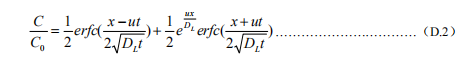 C/C₀ = 1/2 erfc((x−ut)/(2√(D_L t))) + 1/2 e^(ux/D_L) erfc((x+ut)/(2√(D_L t))) ................................. (D.2)